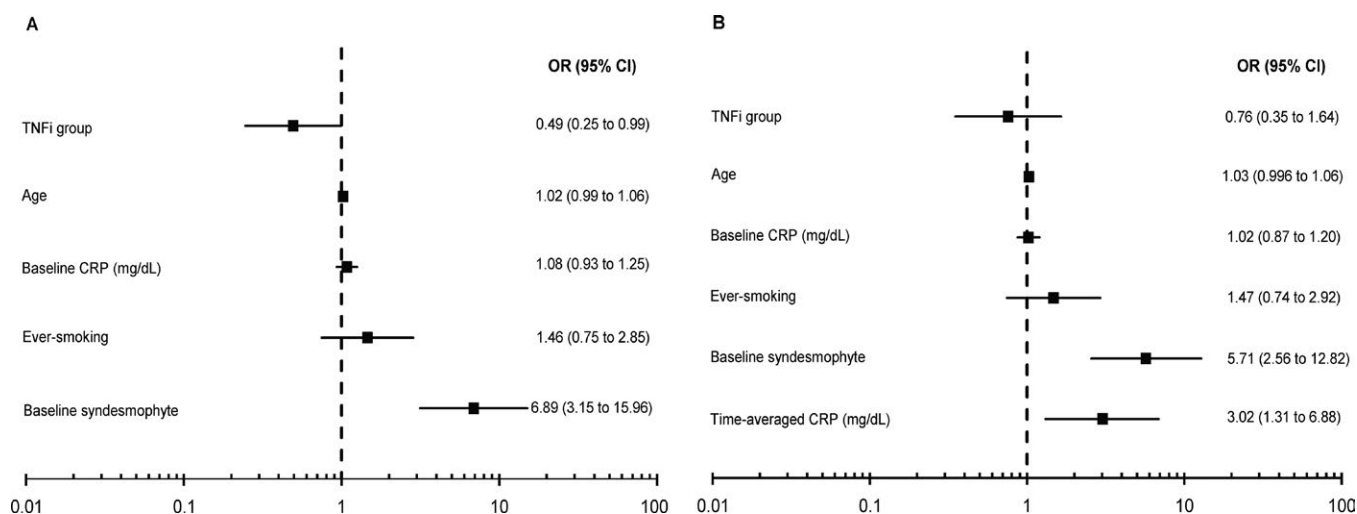 A
OR (95% CI)
TNFi group 0.49 (0.25 to 0.99)
Age 1.02 (0.99 to 1.06)
Baseline CRP (mg/dL) 1.08 (0.93 to 1.25)
Ever-smoking 1.46 (0.75 to 2.85)
Baseline syndesmophyte 6.89 (3.15 to 15.96)
0.01 0.1 1 10 100
B
OR (95% CI)
TNFi group 0.76 (0.35 to 1.64)
Age 1.03 (0.996 to 1.06)
Baseline CRP (mg/dL) 1.02 (0.87 to 1.20)
Ever-smoking 1.47 (0.74 to 2.92)
Baseline syndesmophyte 5.71 (2.56 to 12.82)
Time-averaged CRP (mg/dL) 3.02 (1.31 to 6.88)
0.01 0.1 1 10 100